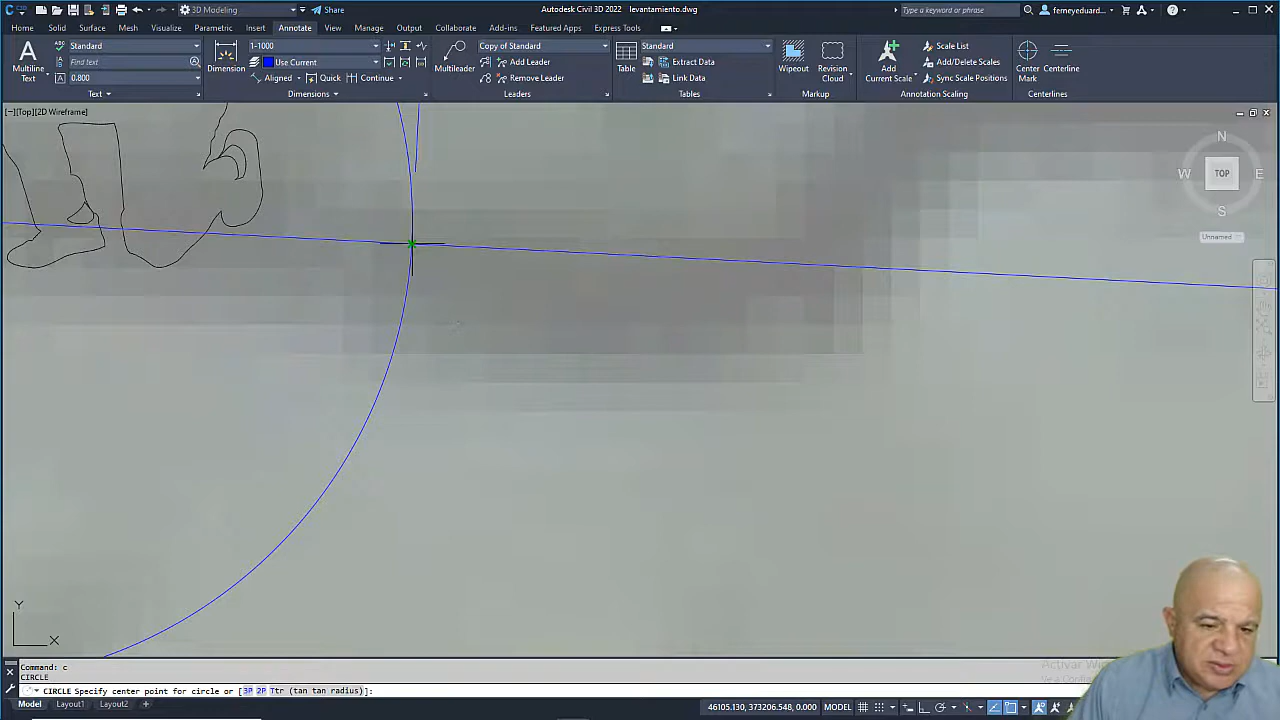 3D Modeling
Share
Autodesk Civil 3D 2022 levantamiento.dwg
Type a keyword or phrase
ferneyeduard...
Home Solid Surface Mesh Visualize Parametric Insert Annotate View Manage Output Collaborate Add-ins Featured Apps Express Tools
Multiline Text
Standard
Find text
0.800
Text
Dimension
1-1000
Use Current
Aligned Quick Continue
Dimensions
Multileader
Copy of Standard
Add Leader
Remove Leader
Leaders
Table
Standard
Extract Data
Link Data
Tables
Wipeout
Revision Cloud
Markup
Add Current Scale
Scale List
Add/Delete Scales
Sync Scale Positions
Annotation Scaling
Center Mark
Centerline
Centerlines
[−][Top][2D Wireframe]
N
W TOP E
S
Unnamed
Y
X
Command: c
CIRCLE
CIRCLE Specify center point for circle or [3P 2P Ttr (tan tan radius)]:
Model Layout1 Layout2 +
46105.130, 373206.548, 0.000 MODEL